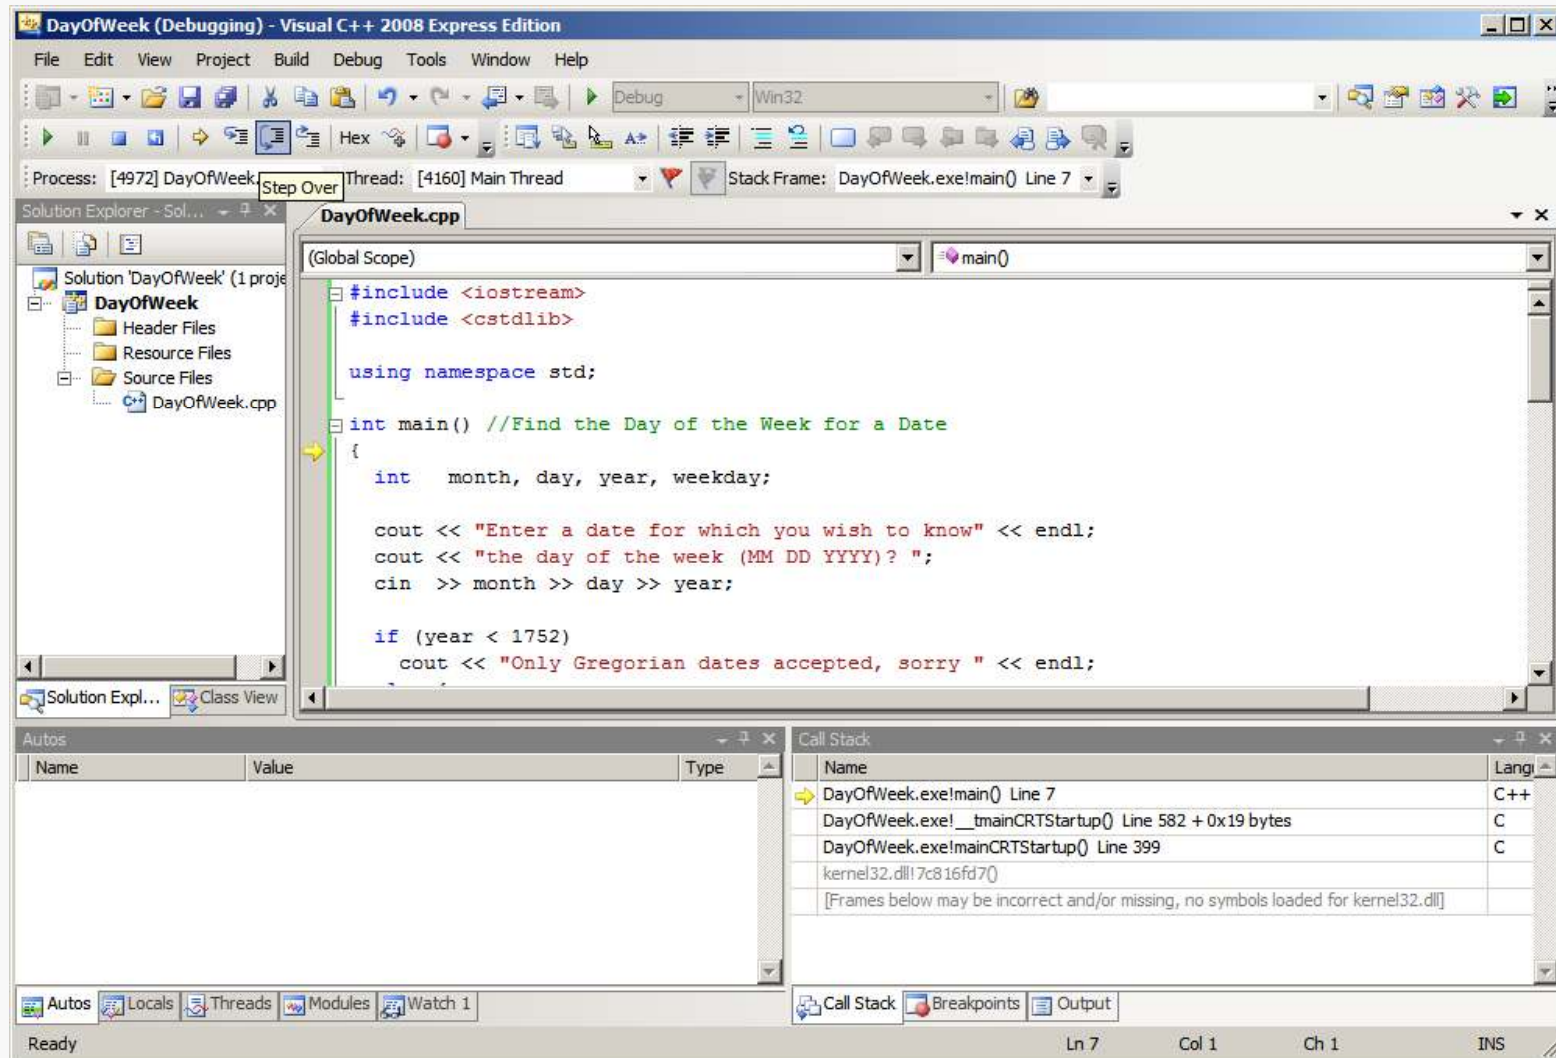 DayOfWeek (Debugging) - Visual C++ 2008 Express Edition
File Edit View Project Build Debug Tools Window Help
Debug Win32
Hex
Process: [4972] DayOfWeek. Thread: [4160] Main Thread Stack Frame: DayOfWeek.exe!main() Line 7
Step Over
Solution Explorer - Sol...
DayOfWeek.cpp
(Global Scope) main()
Solution 'DayOfWeek' (1 proje
DayOfWeek
Header Files
Resource Files
Source Files
DayOfWeek.cpp
Solution Expl... Class View
#include <iostream>
#include <cstdlib>
using namespace std;
int main() //Find the Day of the Week for a Date
{
int month, day, year, weekday;
cout << "Enter a date for which you wish to know" << endl;
cout << "the day of the week (MM DD YYYY)? ";
cin >> month >> day >> year;
if (year < 1752)
cout << "Only Gregorian dates accepted, sorry " << endl;
Autos
Name Value Type
Autos Locals Threads Modules Watch 1
Call Stack
Name Langu
DayOfWeek.exe!main() Line 7 C++
DayOfWeek.exe!__tmainCRTStartup() Line 582 + 0x19 bytes C
DayOfWeek.exe!mainCRTStartup() Line 399 C
kernel32.dll!7c816fd7()
[Frames below may be incorrect and/or missing, no symbols loaded for kernel32.dll]
Call Stack Breakpoints Output
Ready Ln 7 Col 1 Ch 1 INS